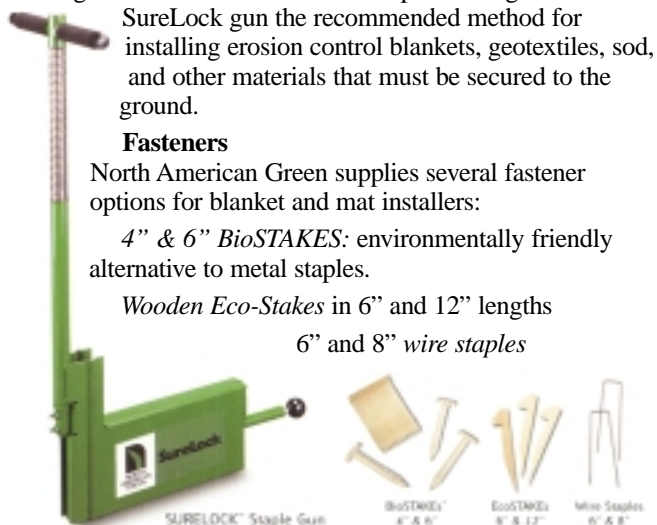 SureLock gun the recommended method for
installing erosion control blankets, geotextiles, sod,
and other materials that must be secured to the
ground.
Fasteners
North American Green supplies several fastener
options for blanket and mat installers:
4” & 6” BioSTAKES: environmentally friendly
alternative to metal staples.
Wooden Eco-Stakes in 6” and 12” lengths
6” and 8” wire staples
SureLock
SURELOCK™ Staple Gun
BioSTAKEs™
4" & 6"
EcoSTAKEs
6" & 12"
Wire Staples
6" & 8"